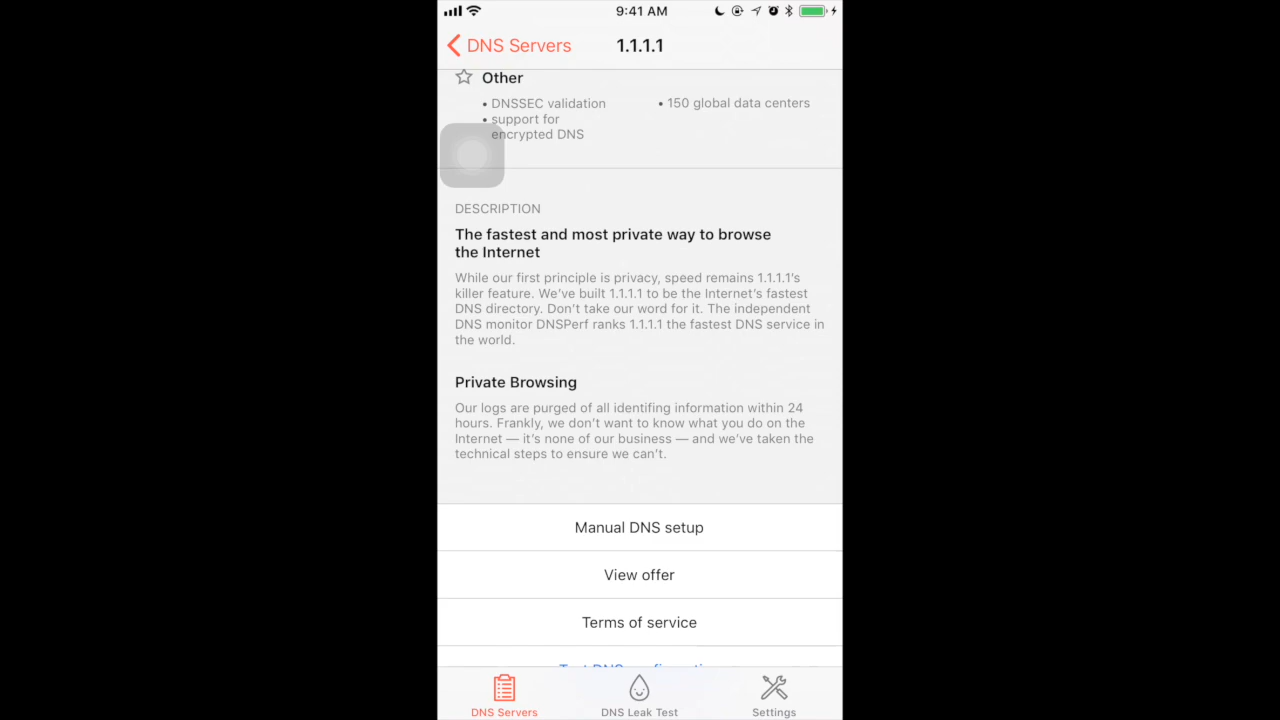 9:41 AM
DNS Servers
1.1.1.1
Other
• DNSSEC validation
• support for
encrypted DNS
• 150 global data centers
DESCRIPTION
The fastest and most private way to browse
the Internet
While our first principle is privacy, speed remains 1.1.1.1's
killer feature. We've built 1.1.1.1 to be the Internet's fastest
DNS directory. Don't take our word for it. The independent
DNS monitor DNSPerf ranks 1.1.1.1 the fastest DNS service in
the world.
Private Browsing
Our logs are purged of all identifing information within 24
hours. Frankly, we don't want to know what you do on the
Internet — it's none of our business — and we've taken the
technical steps to ensure we can't.
Manual DNS setup
View offer
Terms of service
DNS Servers
DNS Leak Test
Settings